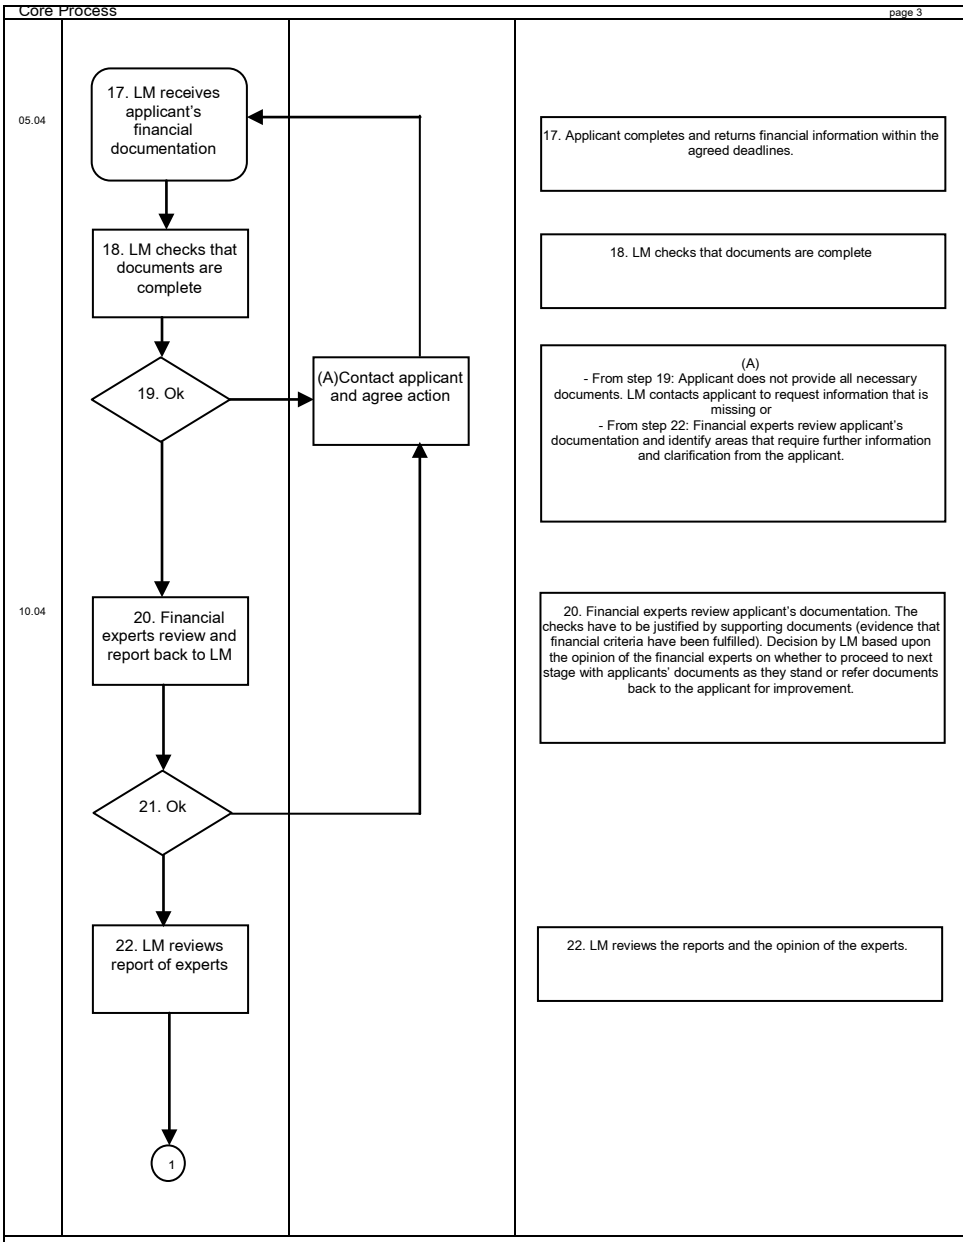 Core Process
page 3
05.04
17. LM receives
applicant's
financial
documentation
17. Applicant completes and returns financial information within the
agreed deadlines.
18. LM checks that
documents are
complete
18. LM checks that documents are complete
19. Ok
(A)Contact applicant
and agree action
(A)
- From step 19: Applicant does not provide all necessary
documents. LM contacts applicant to request information that is
missing or
- From step 22: Financial experts review applicant's
documentation and identify areas that require further information
and clarification from the applicant.
10.04
20. Financial
experts review and
report back to LM
20. Financial experts review applicant's documentation. The
checks have to be justified by supporting documents (evidence that
financial criteria have been fulfilled). Decision by LM based upon
the opinion of the financial experts on whether to proceed to next
stage with applicants' documents as they stand or refer documents
back to the applicant for improvement.
21. Ok
22. LM reviews
report of experts
22. LM reviews the reports and the opinion of the experts.
1